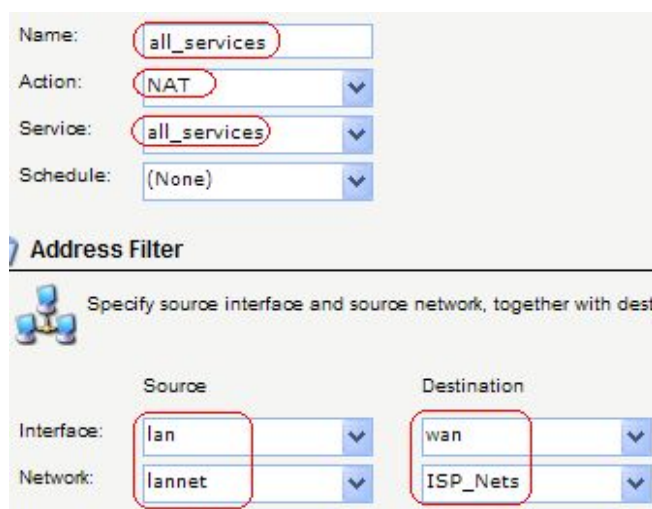 Name: all_services
Action: NAT
Service: all_services
Schedule: (None)
Address Filter
Specify source interface and source network, together with dest
Source Destination
Interface: lan wan
Network: lannet ISP_Nets